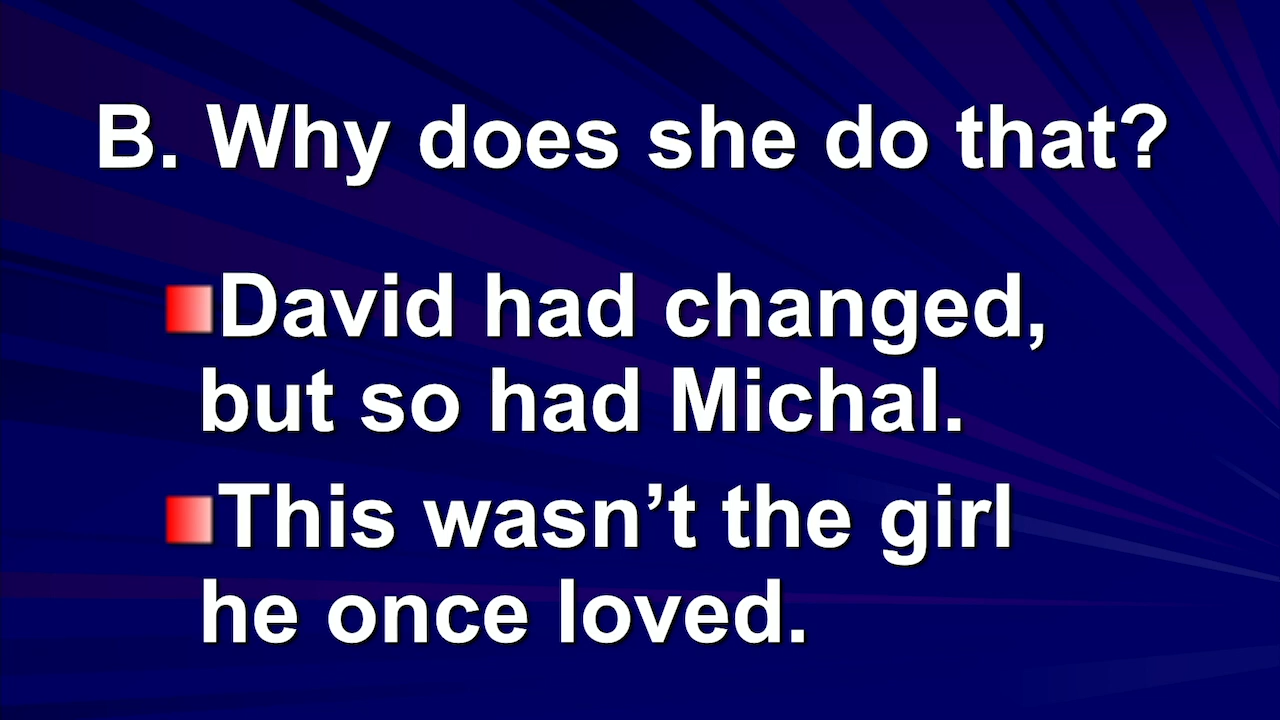 B. Why does she do that?
David had changed,
but so had Michal.
This wasn’t the girl
he once loved.